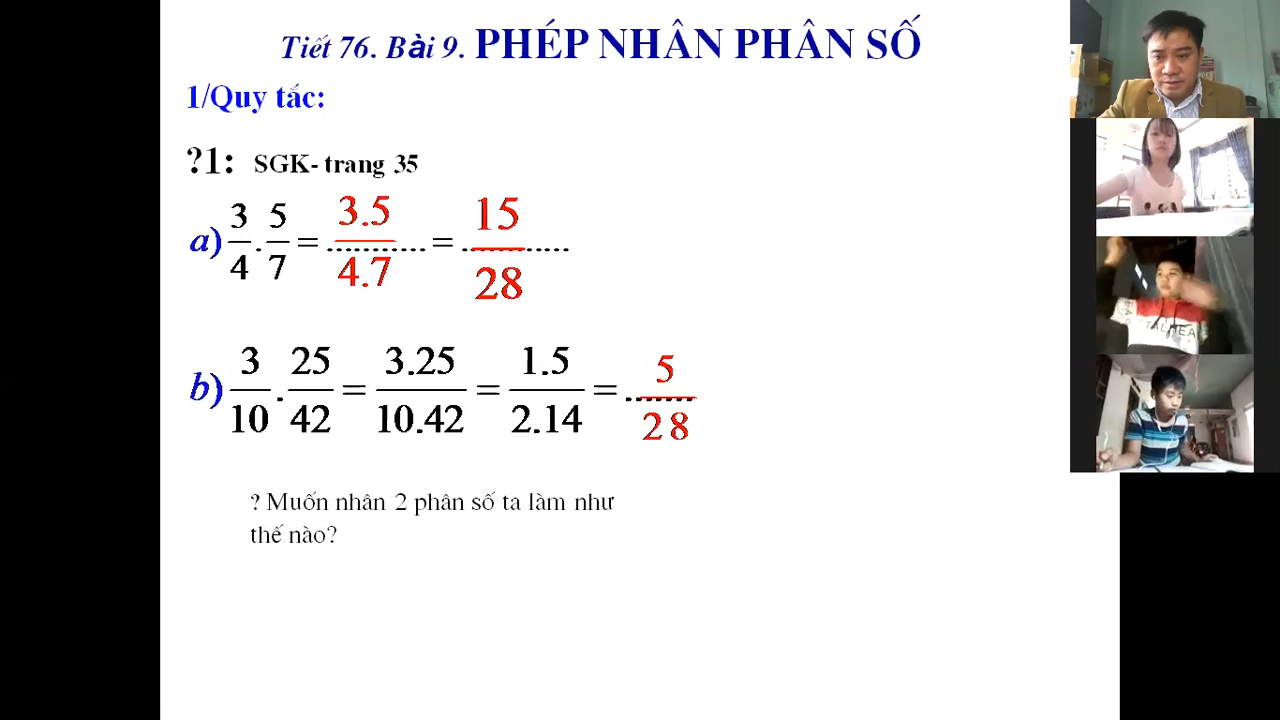 Tiết 76. Bài 9. PHÉP NHÂN PHÂN SỐ
1/Quy tắc:
?1: SGK- trang 35
a) 3/4 . 5/7 = 3.5/4.7 = 15/28
b) 3/10 . 25/42 = 3.25/10.42 = 1.5/2.14 = 5/28
? Muốn nhân 2 phân số ta làm như
thế nào?